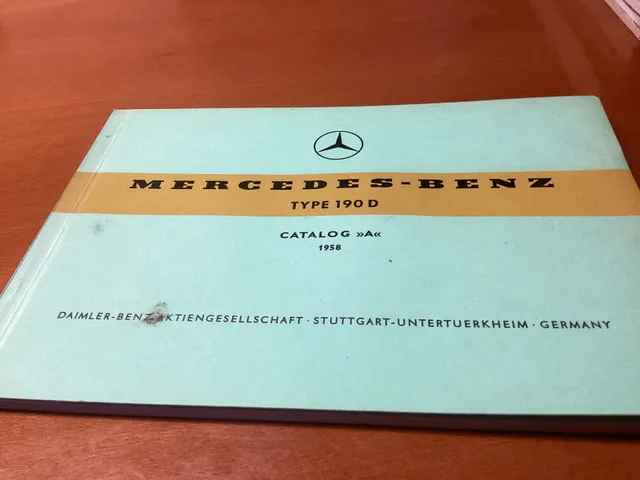 MERCEDES-BENZ
TYPE 190 D
CATALOG »A«
1958
DAIMLER-BENZ AKTIENGESELLSCHAFT · STUTTGART-UNTERTUERKHEIM · GERMANY